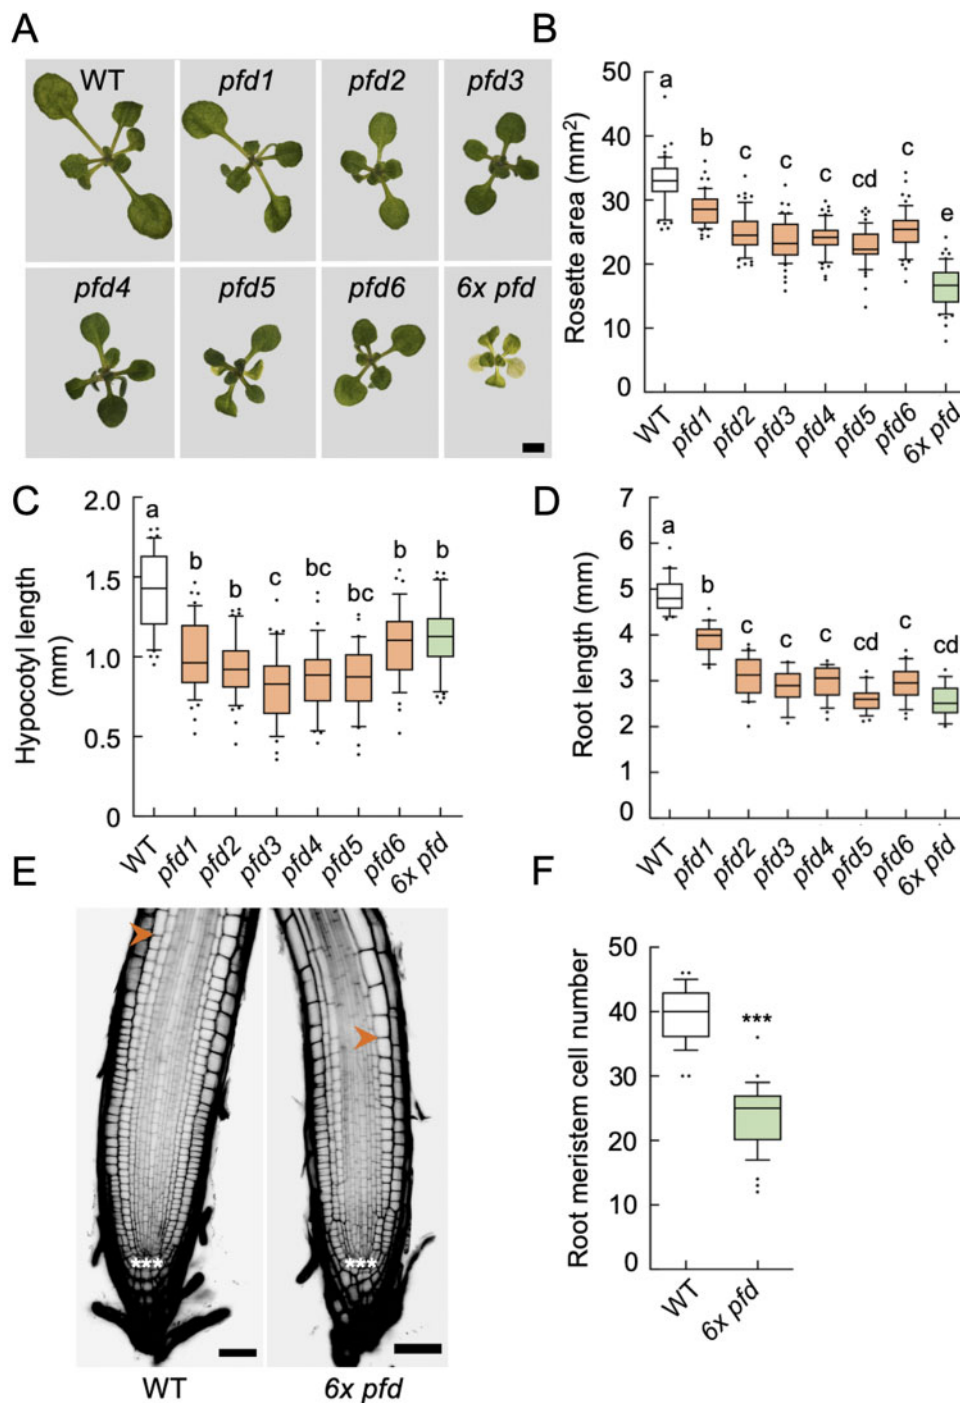 A
WT
pfd1
pfd2
pfd3
pfd4
pfd5
pfd6
6x pfd
B
Rosette area (mm²)
50
40
30
20
10
0
a
b
c
c
c
cd
c
e
WT
pfd1
pfd2
pfd3
pfd4
pfd5
pfd6
6x pfd
C
Hypocotyl length
(mm)
2.0
1.5
1.0
0.5
0
a
b
b
c
bc
bc
b
b
WT
pfd1
pfd2
pfd3
pfd4
pfd5
pfd6
6x pfd
D
Root length (mm)
7
6
5
4
3
2
1
0
a
b
c
c
c
cd
c
cd
WT
pfd1
pfd2
pfd3
pfd4
pfd5
pfd6
6x pfd
E
***
***
WT
6x pfd
F
Root meristem cell number
50
40
30
20
10
0
***
WT
6x pfd